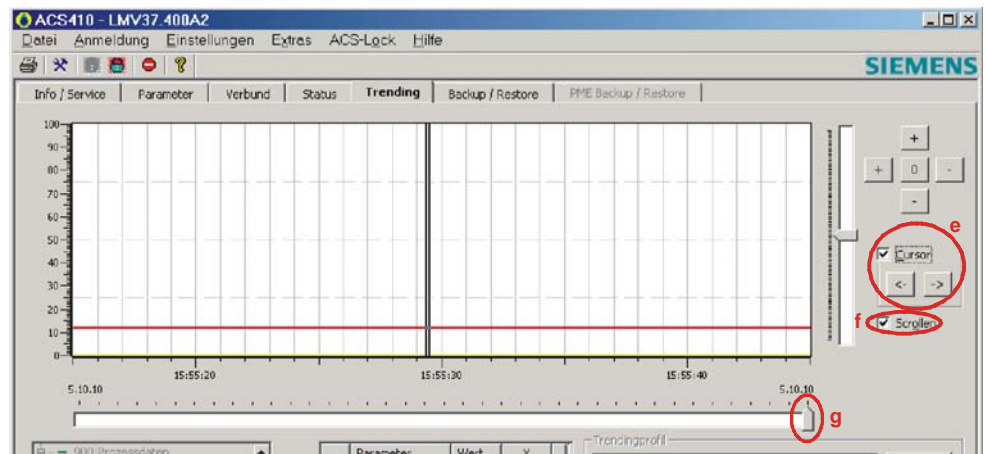 ACS410 - LMV37.400A2
Datei Anmeldung Einstellungen Extras ACS-Lock Hilfe
SIEMENS
Info / Service Parameter Verbund Status Trending Backup / Restore PME Backup / Restore
100
90
80
70
60
50
40
30
20
10
0
+
+ 0 -
-
e
Cursor
<- ->
f Scrollen
15:55:20 15:55:30 15:55:40
5.10.10 5.10.10
g
900: Prozessdaten Parameter Wert Y Trendingprofil